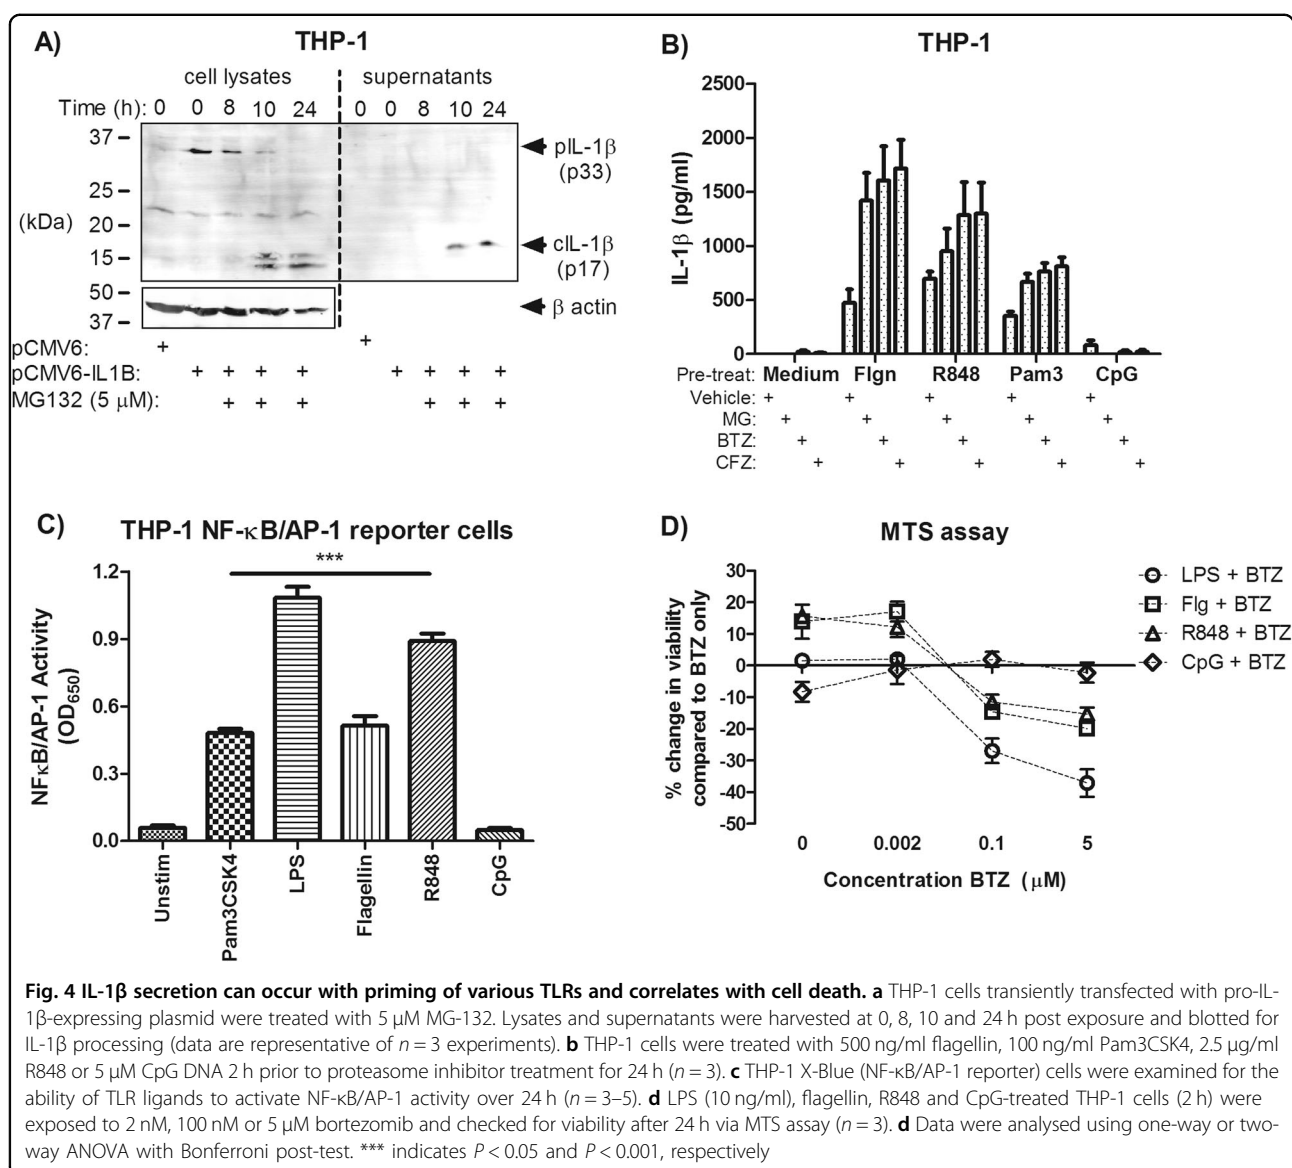 A)
THP-1
cell lysates
supernatants
Time (h): 0 0 8 10 24 0 0 8 10 24
37
25
(kDa)
20
15
50
37
pIL-1β
(p33)
cIL-1β
(p17)
β actin
pCMV6: + +
pCMV6-IL1B: + + + + + + + +
MG132 (5 μM): + + + + + +
B)
THP-1
IL-1β (pg/ml)
2500
2000
1500
1000
500
0
Pre-treat: Medium Flgn R848 Pam3 CpG
Vehicle: + + + + +
MG: + + + + +
BTZ: + + + + +
CFZ: + + + + +
C)
THP-1 NF-κB/AP-1 reporter cells
***
NFκB/AP-1 Activity
(OD650)
1.2
0.9
0.6
0.3
0.0
Unstim
Pam3CSK4
LPS
Flagellin
R848
CpG
D)
MTS assay
% change in viability
compared to BTZ only
30
20
10
0
-10
-20
-30
-40
-50
0 0.002 0.1 5
Concentration BTZ (μM)
LPS + BTZ
Flg + BTZ
R848 + BTZ
CpG + BTZ
Fig. 4 IL-1β secretion can occur with priming of various TLRs and correlates with cell death. a THP-1 cells transiently transfected with pro-IL-
1β-expressing plasmid were treated with 5 μM MG-132. Lysates and supernatants were harvested at 0, 8, 10 and 24 h post exposure and blotted for
IL-1β processing (data are representative of n = 3 experiments). b THP-1 cells were treated with 500 ng/ml flagellin, 100 ng/ml Pam3CSK4, 2.5 μg/ml
R848 or 5 μM CpG DNA 2 h prior to proteasome inhibitor treatment for 24 h (n = 3). c THP-1 X-Blue (NF-κB/AP-1 reporter) cells were examined for the
ability of TLR ligands to activate NF-κB/AP-1 activity over 24 h (n = 3–5). d LPS (10 ng/ml), flagellin, R848 and CpG-treated THP-1 cells (2 h) were
exposed to 2 nM, 100 nM or 5 μM bortezomib and checked for viability after 24 h via MTS assay (n = 3). d Data were analysed using one-way or two-
way ANOVA with Bonferroni post-test. *** indicates P < 0.05 and P < 0.001, respectively